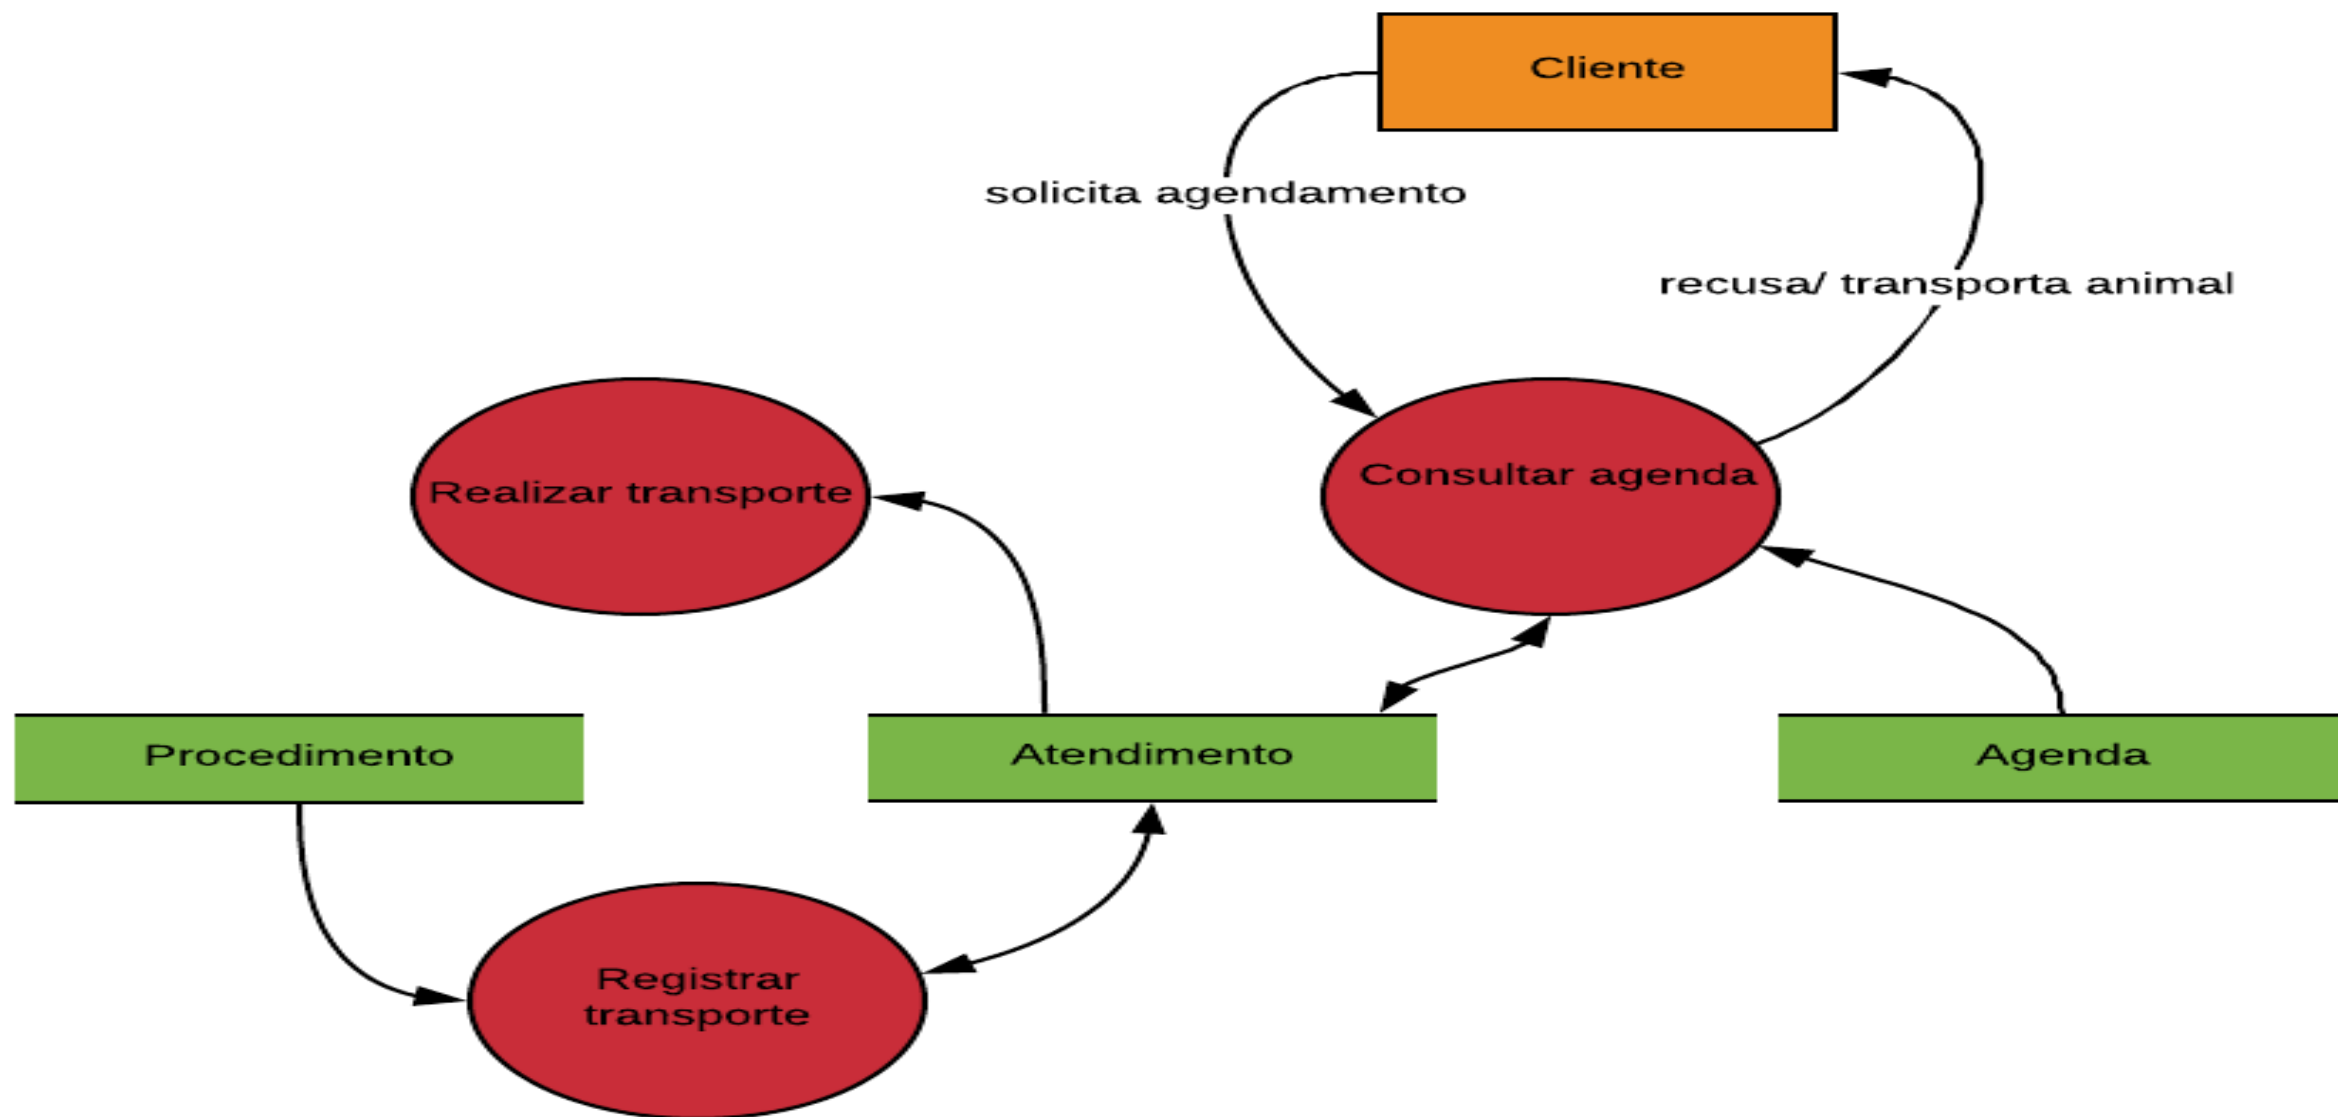 Cliente
solicita agendamento
recusa/ transporta animal
Realizar transporte
Consultar agenda
Procedimento
Atendimento
Agenda
Registrar
transporte